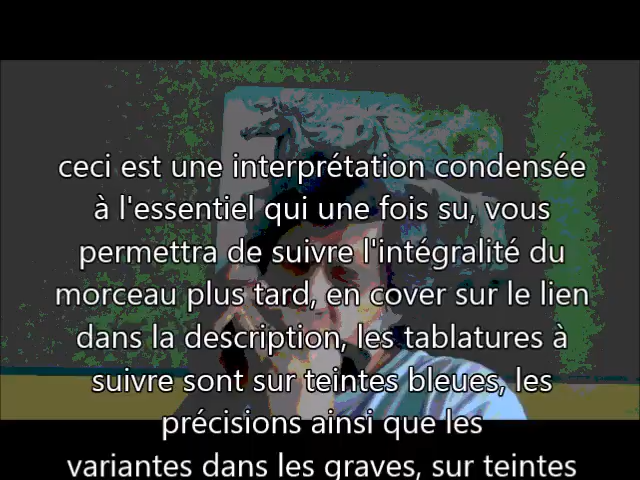 ceci est une interprétation condensée
à l'essentiel qui une fois su, vous
permettra de suivre l'intégralité du
morceau plus tard, en cover sur le lien
dans la description, les tablatures à
suivre sont sur teintes bleues, les
précisions ainsi que les
variantes dans les graves, sur teintes